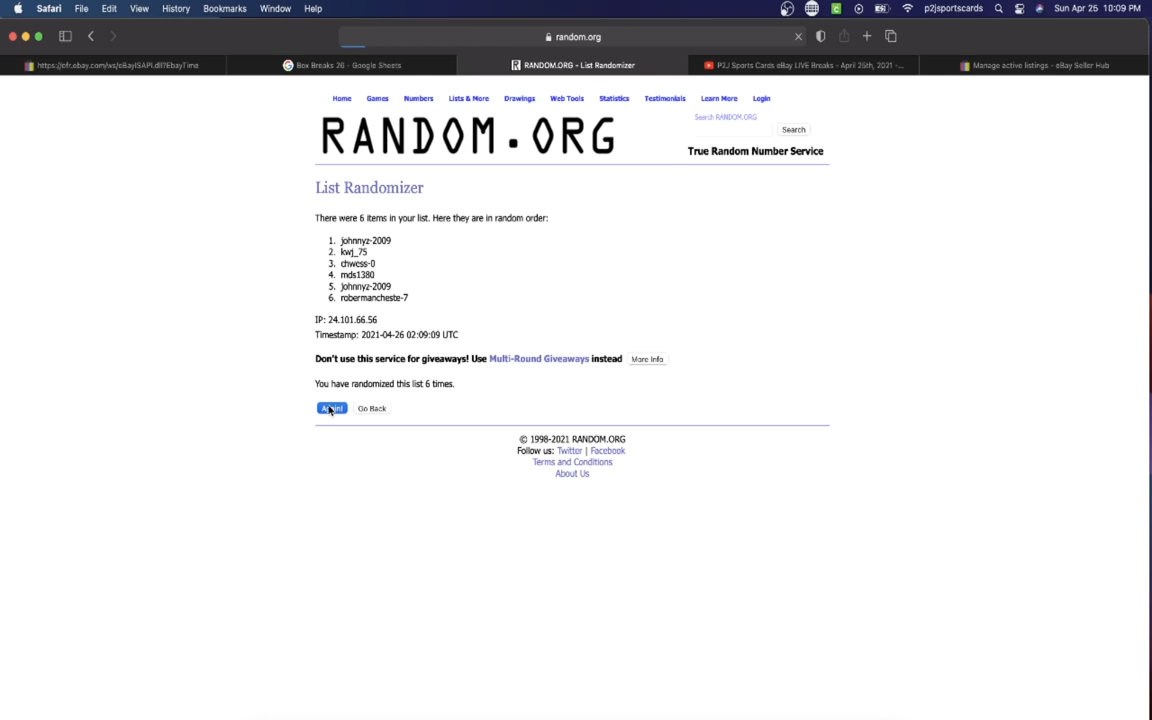 Safari File Edit View History Bookmarks Window Help p2jsportscards Sun Apr 25 10:09 PM
random.org
https://ofr.ebay.com/ws/eBayISAPI.dll?EbayTime
Box Breaks 26 - Google Sheets
RANDOM.ORG - List Randomizer
P2J Sports Cards eBay LIVE Breaks - April 25th, 2021 -...
Manage active listings - eBay Seller Hub
Home Games Numbers Lists & More Drawings Web Tools Statistics Testimonials Learn More Login
Search RANDOM.ORG
RANDOM.ORG
Search
True Random Number Service
List Randomizer
There were 6 items in your list. Here they are in random order:
1. johnnyz-2009
2. kwj_75
3. chwess-0
4. mds1380
5. johnnyz-2009
6. robermancheste-7
IP: 24.101.66.56
Timestamp: 2021-04-26 02:09:09 UTC
Don't use this service for giveaways! Use Multi-Round Giveaways instead More Info
You have randomized this list 6 times.
Again! Go Back
© 1998-2021 RANDOM.ORG
Follow us: Twitter | Facebook
Terms and Conditions
About Us